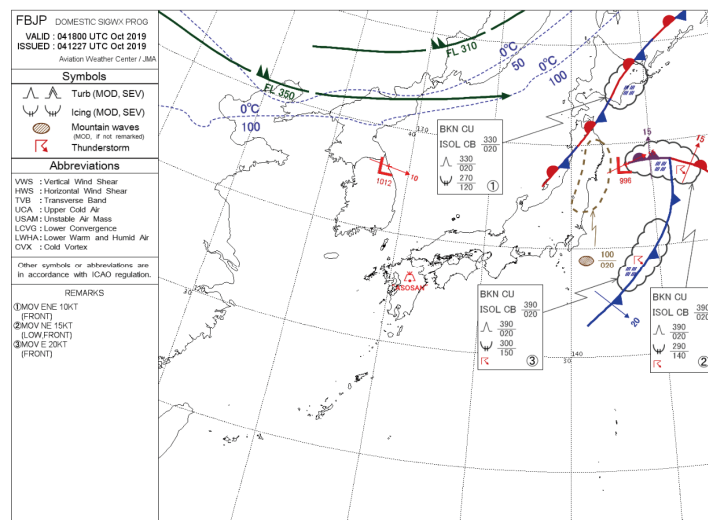 FBJP DOMESTIC SIGWX PROG
VALID : 041800 UTC Oct 2019
ISSUED : 041227 UTC Oct 2019
Aviation Weather Center / JMA
Symbols
Turb (MOD, SEV)
Icing (MOD, SEV)
Mountain waves
(MOD, if not remarked)
Thunderstorm
Abbreviations
VWS : Vertical Wind Shear
HWS : Horizontal Wind Shear
TVB : Transverse Band
UCA : Upper Cold Air
USAM : Unstable Air Mass
LCVG : Lower Convergence
LWHA : Lower Warm and Humid Air
CVX : Cold Vortex
Other symbols or abbreviations are
in accordance with ICAO regulation.
REMARKS
①MOV ENE 10KT
(FRONT)
②MOV NE 15KT
(LOW,FRONT)
③MOV E 20KT
(FRONT)
FL 310
FL 350
0°C
50
0°C
100
0°C
100
40
120
30
140
L
1012
10
L
996
15
15
20
ASOSAN
100
020
BKN CU
ISOL CB 330
020
330
020
270
120
①
BKN CU
ISOL CB 390
020
390
020
300
150
③
BKN CU
ISOL CB 390
020
390
020
290
140
②